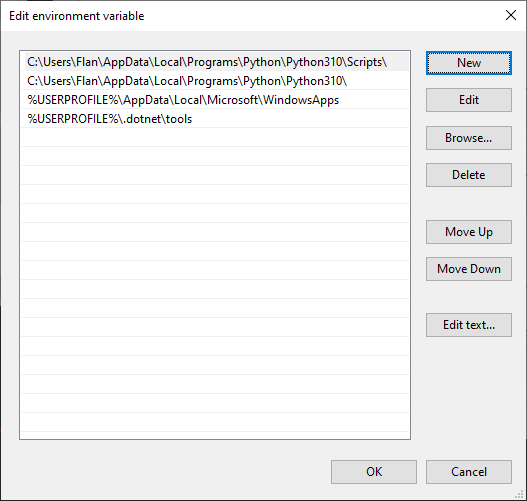 Edit environment variable
C:\Users\Flan\AppData\Local\Programs\Python\Python310\Scripts\
C:\Users\Flan\AppData\Local\Programs\Python\Python310\
%USERPROFILE%\AppData\Local\Microsoft\WindowsApps
%USERPROFILE%\.dotnet\tools
New
Edit
Browse...
Delete
Move Up
Move Down
Edit text...
OK
Cancel